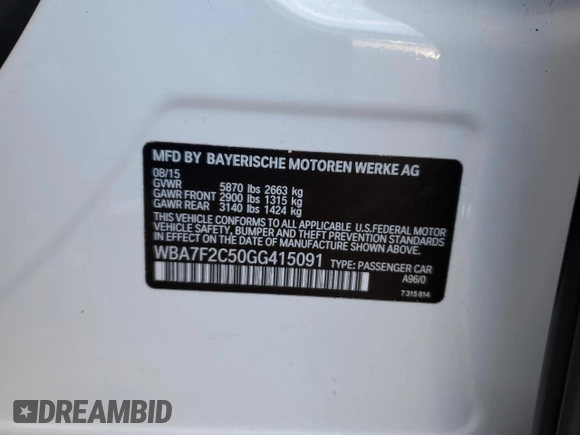 MFD BY BAYERISCHE MOTOREN WERKE AG
08/15
GVWR 5870 lbs 2663 kg
GAWR FRONT 2900 lbs 1315 kg
GAWR REAR 3140 lbs 1424 kg
THIS VEHICLE CONFORMS TO ALL APPLICABLE U.S.FEDERAL MOTOR
VEHICLE SAFETY, BUMPER AND THEFT PREVENTION STANDARDS
IN EFFECT ON THE DATE OF MANUFACTURE SHOWN ABOVE.
WBA7F2C50GG415091 TYPE: PASSENGER CAR
A96/0
7 315 814
DREAMBID